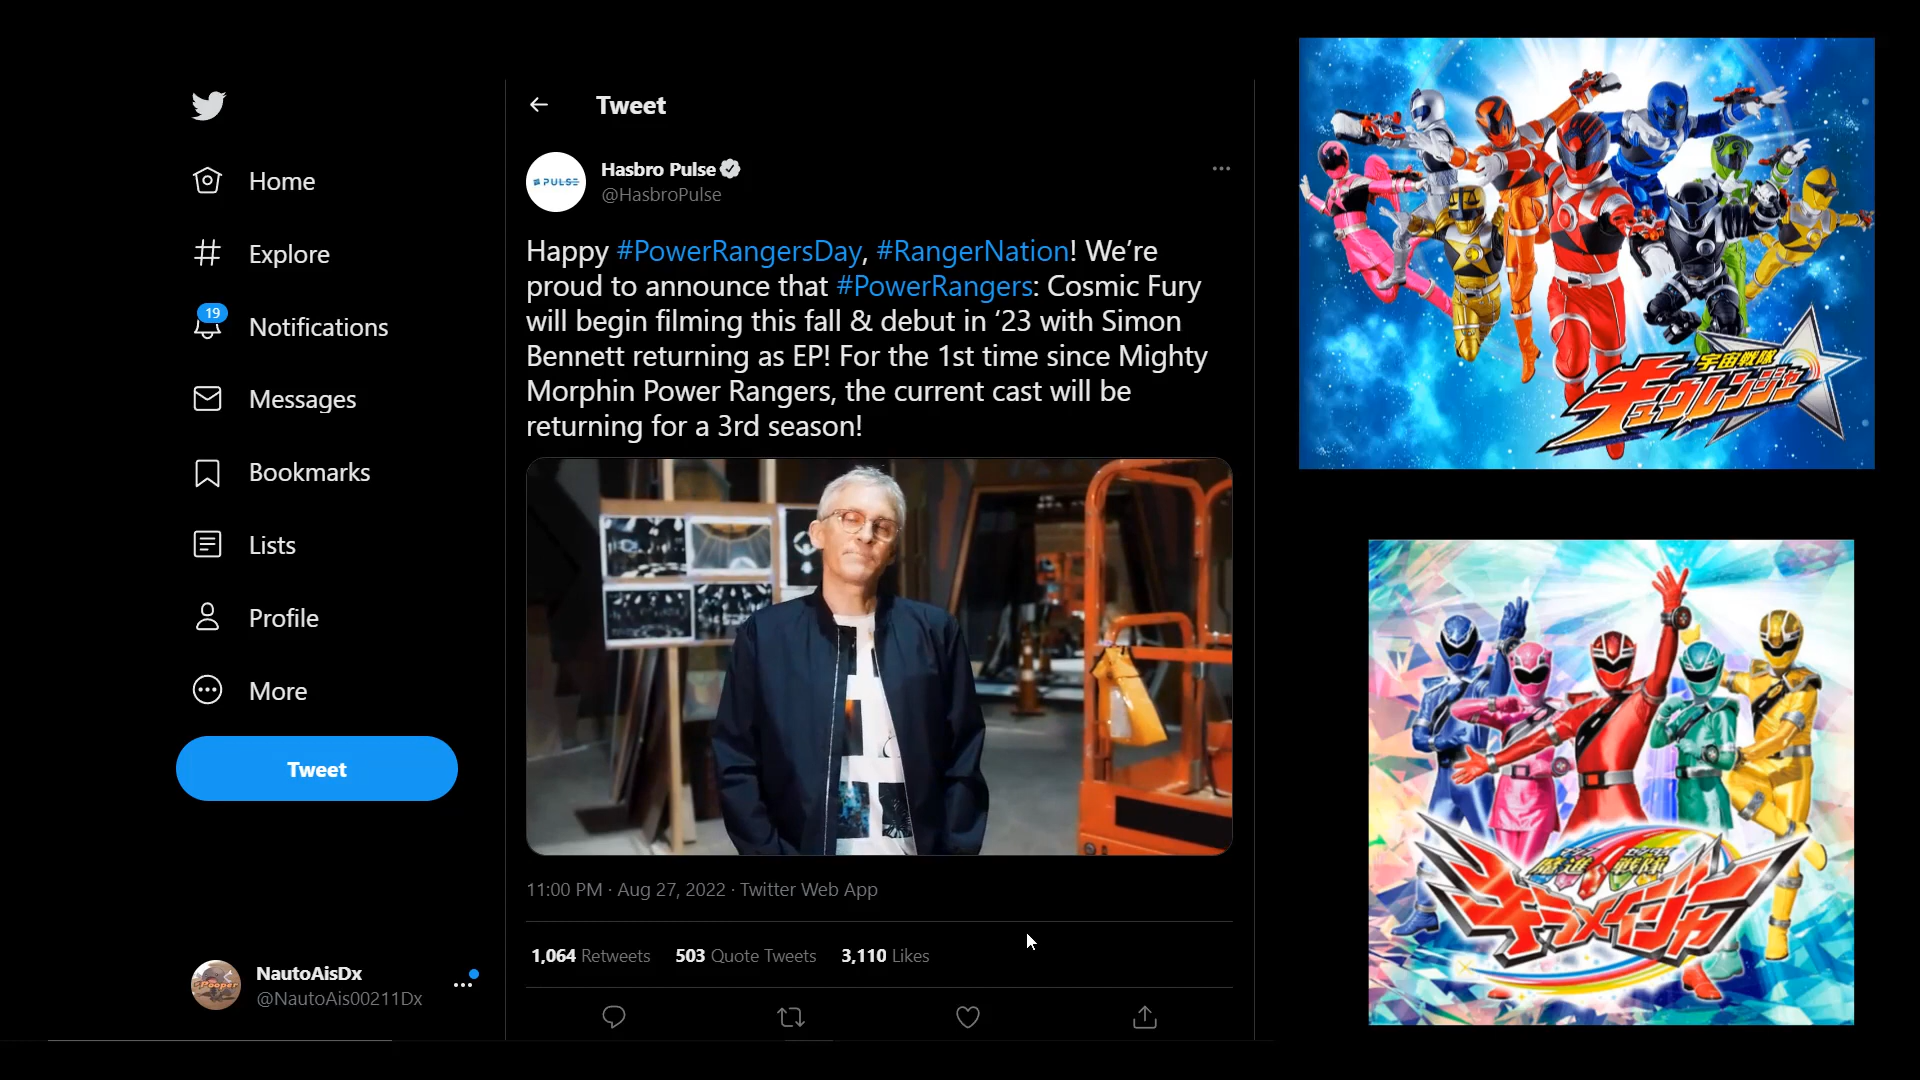 Tweet
Hasbro Pulse
@HasbroPulse
PULSE
Happy #PowerRangersDay, #RangerNation! We’re
proud to announce that #PowerRangers: Cosmic Fury
will begin filming this fall & debut in ‘23 with Simon
Bennett returning as EP! For the 1st time since Mighty
Morphin Power Rangers, the current cast will be
returning for a 3rd season!
11:00 PM · Aug 27, 2022 · Twitter Web App
1,064 Retweets 503 Quote Tweets 3,110 Likes
Home
Explore
19
Notifications
Messages
Bookmarks
Lists
Profile
More
Tweet
Pooper
NautoAisDx
@NautoAis00211Dx
宇宙戦隊
キュウレンジャー
魔進戦隊
キラメイジャー